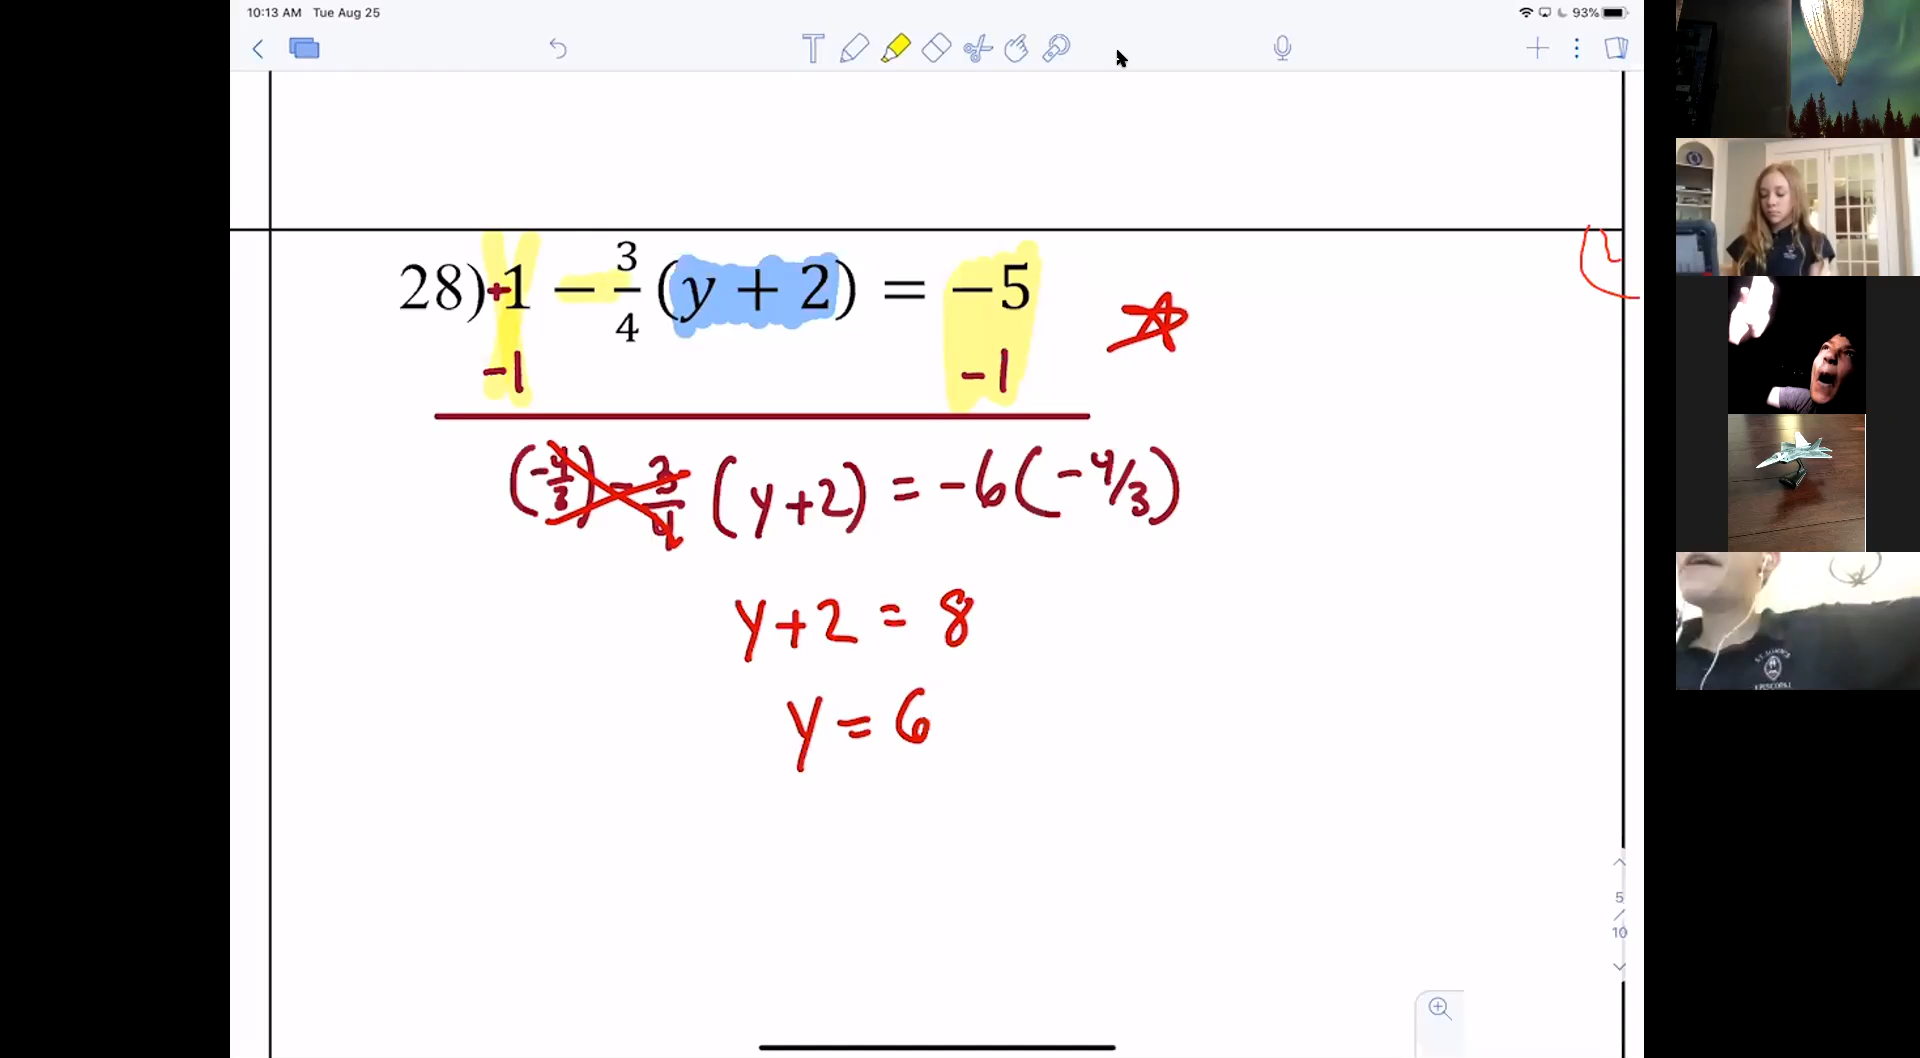 10:13 AM Tue Aug 25
93%
T
28) +1 − 3/4 (y + 2) = −5
-1 -1
(-4/3) - 3/4 (y+2) = -6(-4/3)
y+2 = 8
y = 6
5
/
10
EPISCOPAL